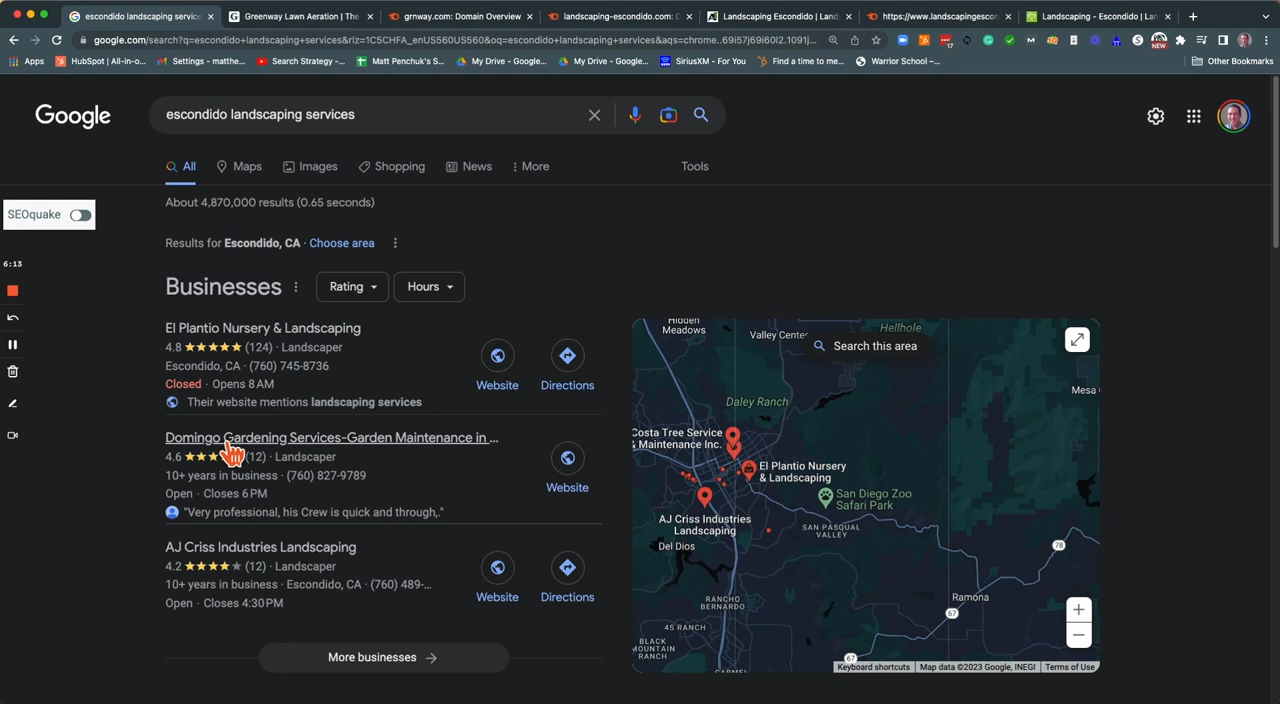 escondido landscaping service
Greenway Lawn Aeration | The
grnway.com: Domain Overview
landscaping-escondido.com: D
Landscaping Escondido | Land
https://www.landscapingescon
Landscaping - Escondido | Lan
google.com/search?q=escondido+landscaping+services&rlz=1C5CHFA_enUS560US560&oq=escondido+landscaping+services&aqs=chrome..69i57j69i60l2.1091j...
17
NEW
Apps
HubSpot | All-in-o...
Settings - matthe...
Search Strategy -...
Matt Penchuk's S...
My Drive - Google...
My Drive - Google...
SiriusXM - For You
Find a time to me...
Warrior School –...
Other Bookmarks
Google
escondido landscaping services
All
Maps
Images
Shopping
News
More
Tools
About 4,870,000 results (0.65 seconds)
SEOquake
Results for Escondido, CA · Choose area
6:13
Businesses
Rating
Hours
El Plantio Nursery & Landscaping
4.8 (124) · Landscaper
Escondido, CA · (760) 745-8736
Closed · Opens 8 AM
Their website mentions landscaping services
Website
Directions
Domingo Gardening Services-Garden Maintenance in ...
4.6 (12) · Landscaper
10+ years in business · (760) 827-9789
Open · Closes 6 PM
"Very professional, his Crew is quick and through,."
Website
AJ Criss Industries Landscaping
4.2 (12) · Landscaper
10+ years in business · Escondido, CA · (760) 489-...
Open · Closes 4:30 PM
Website
Directions
More businesses
Hidden
Meadows
Valley Center
Hellhole
Search this area
Mesa
Daley Ranch
Costa Tree Service
& Maintenance Inc.
El Plantio Nursery
& Landscaping
San Diego Zoo
Safari Park
AJ Criss Industries
Landscaping
SAN PASQUAL
VALLEY
Del Dios
78
RANCHO
BERNARDO
Ramona
67
4S RANCH
BLACK
MOUNTAIN
RANCH
CARMEL
67
Keyboard shortcuts
Map data ©2023 Google, INEGI
Terms of Use